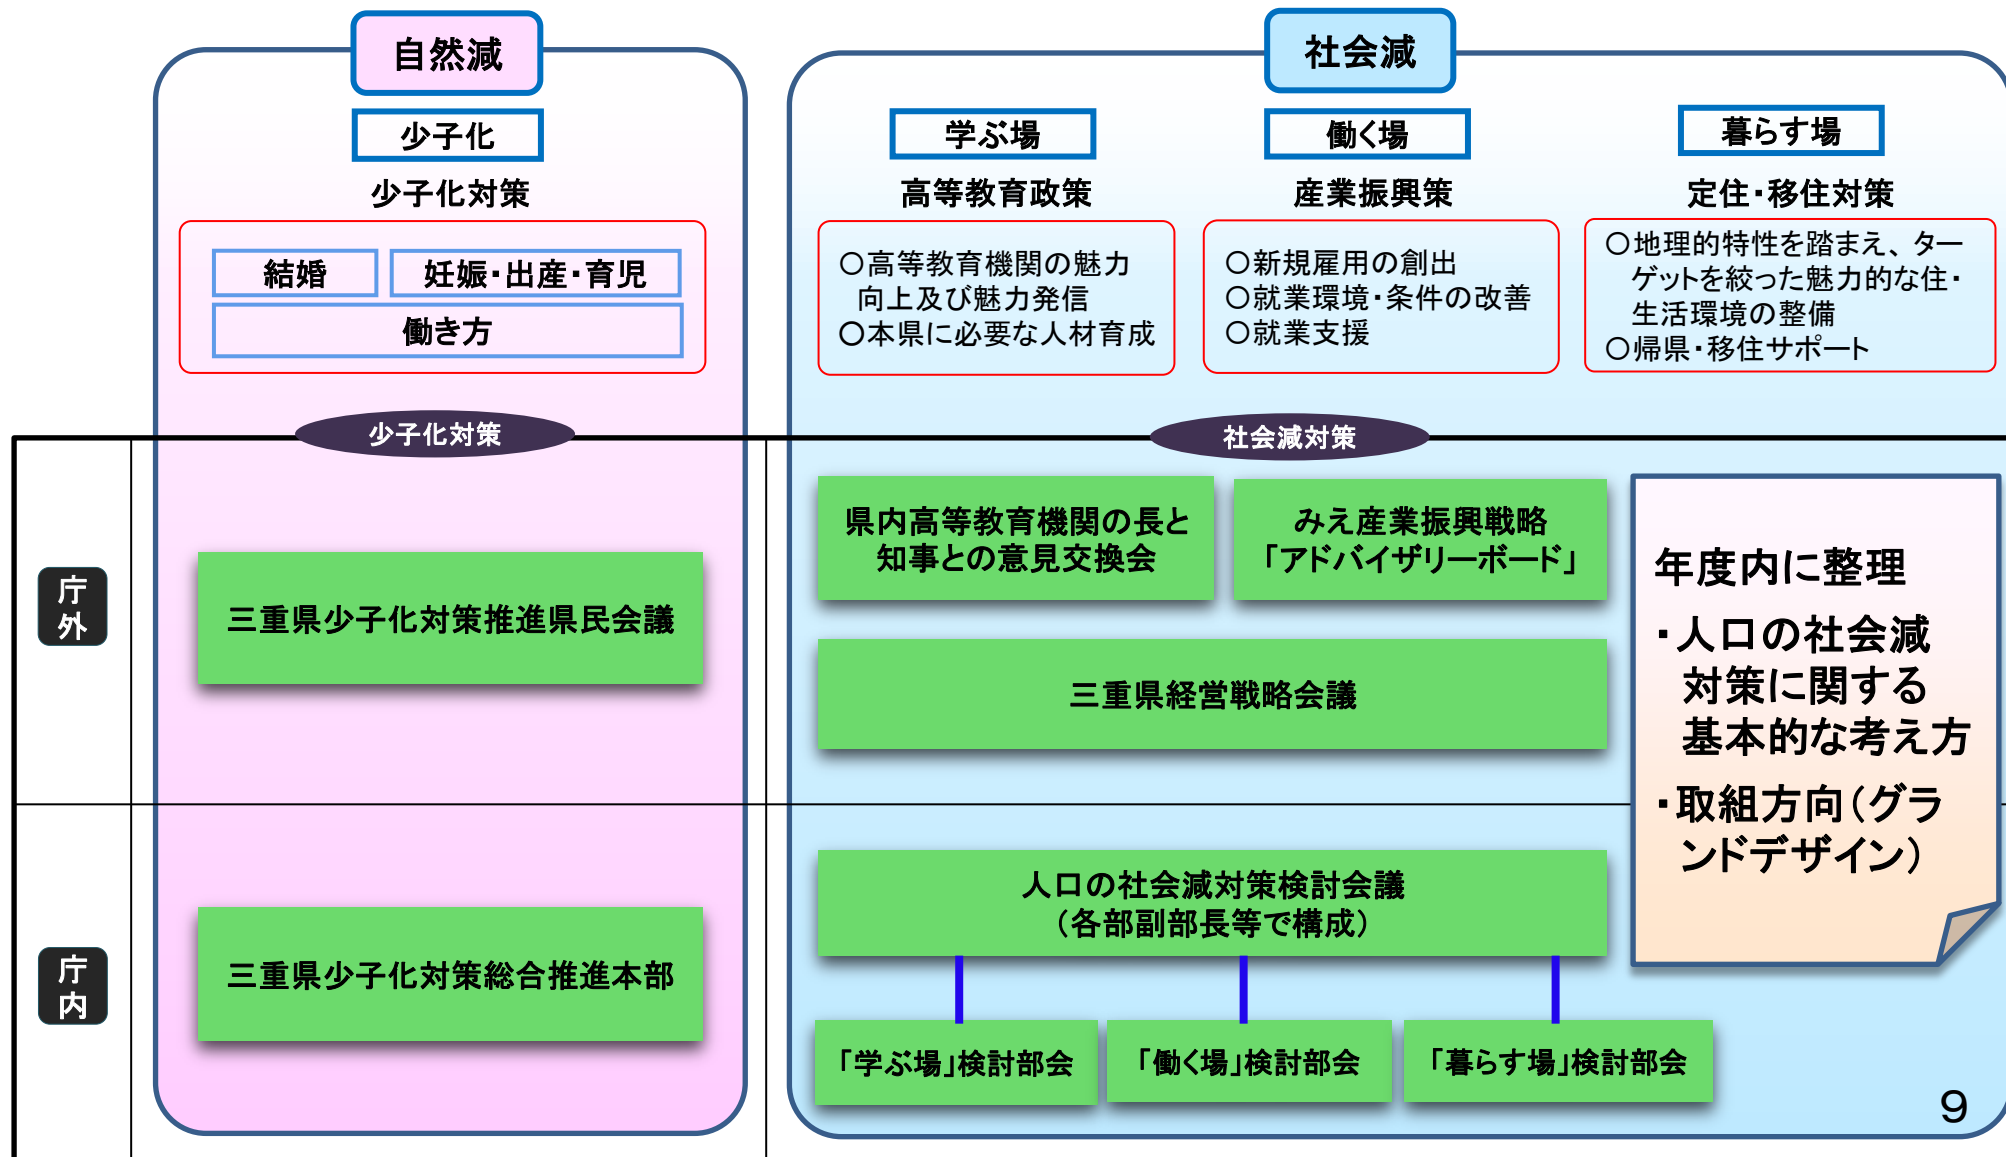 自然減
少子化
少子化対策
結婚
妊娠・出産・育児
働き方
社会減
学ぶ場
高等教育政策
○高等教育機関の魅力
向上及び魅力発信
○本県に必要な人材育成
働く場
産業振興策
○新規雇用の創出
○就業環境・条件の改善
○就業支援
暮らす場
定住・移住対策
○地理的特性を踏まえ、ター
ゲットを絞った魅力的な住・
生活環境の整備
○帰県・移住サポート
少子化対策
社会減対策
庁
外
三重県少子化対策推進県民会議
県内高等教育機関の長と
知事との意見交換会
みえ産業振興戦略
「アドバイザリーボード」
三重県経営戦略会議
年度内に整理
・人口の社会減
対策に関する
基本的な考え方
・取組方向(グラ
ンドデザイン)
庁
内
三重県少子化対策総合推進本部
人口の社会減対策検討会議
(各部副部長等で構成)
「学ぶ場」検討部会
「働く場」検討部会
「暮らす場」検討部会
9